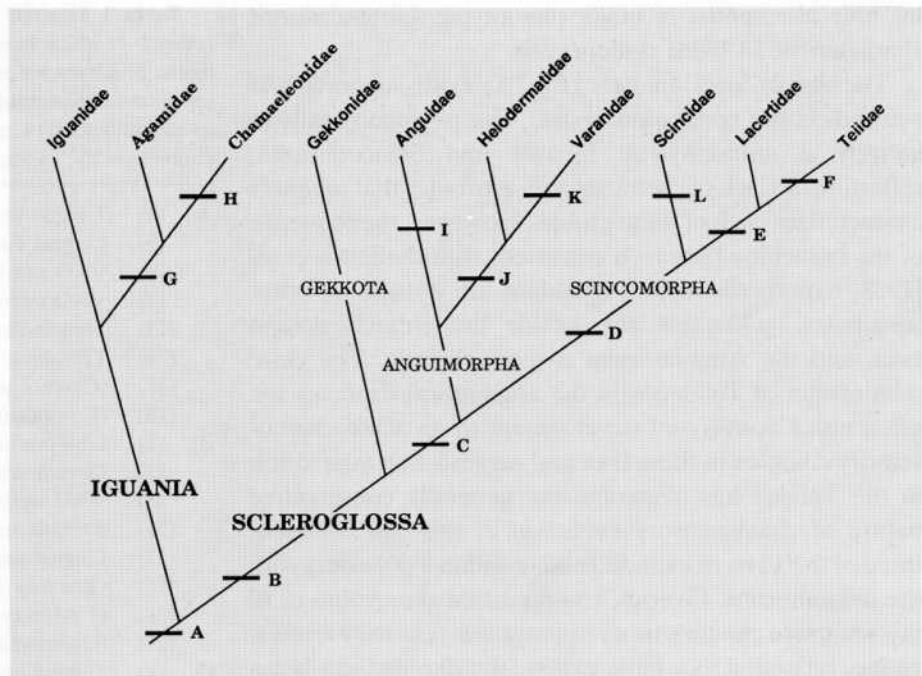 Iguanidae
Agamidae
Chamaeleonidae
Gekkonidae
Anguidae
Helodermatidae
Varanidae
Scincidae
Lacertidae
Teiidae
H
K
L
F
I
E
G
GEKKOTA
J
SCINCOMORPHA
D
ANGUIMORPHA
C
IGUANIA
SCLEROGLOSSA
B
A